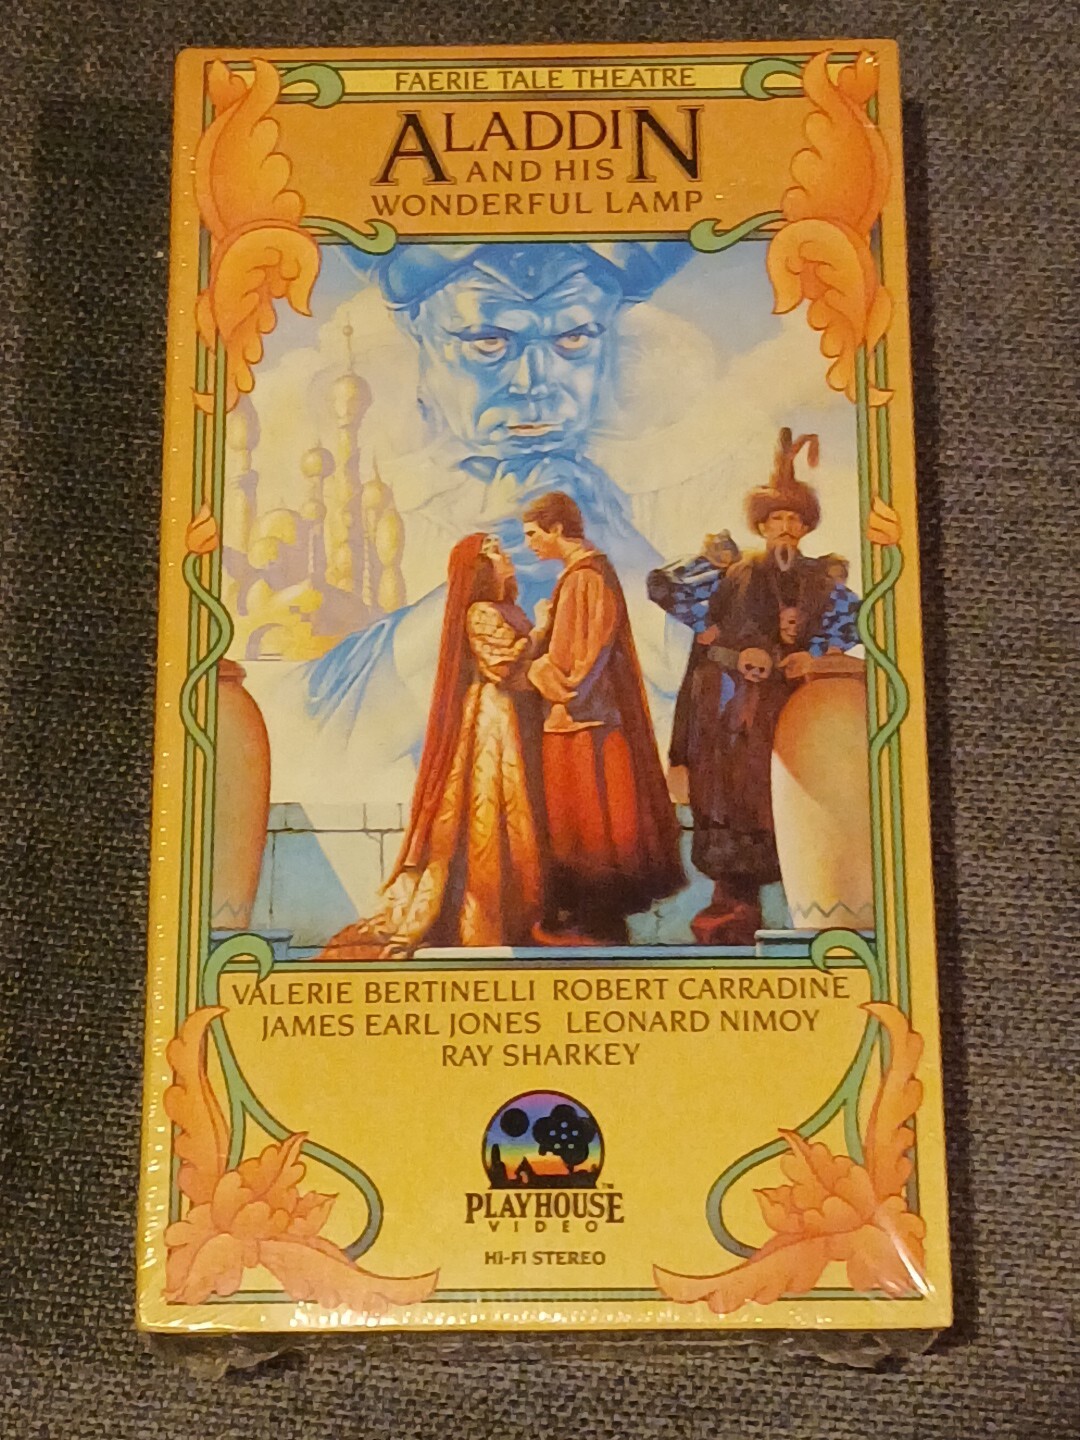 FAERIE TALE THEATRE
ALADDIN
AND HIS
WONDERFUL LAMP
VALERIE BERTINELLI ROBERT CARRADINE
JAMES EARL JONES LEONARD NIMOY
RAY SHARKEY
PLAYHOUSE™
VIDEO
HI-FI STEREO